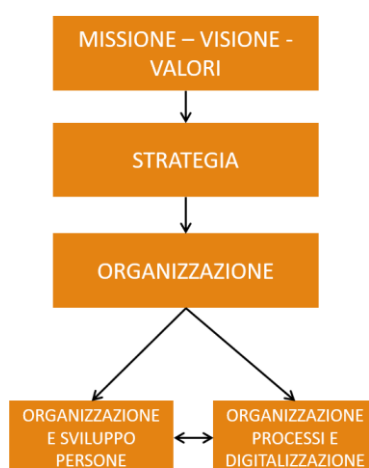 MISSIONE – VISIONE -
VALORI
STRATEGIA
ORGANIZZAZIONE
ORGANIZZAZIONE
E SVILUPPO
PERSONE
ORGANIZZAZIONE
PROCESSI E
DIGITALIZZAZIONE